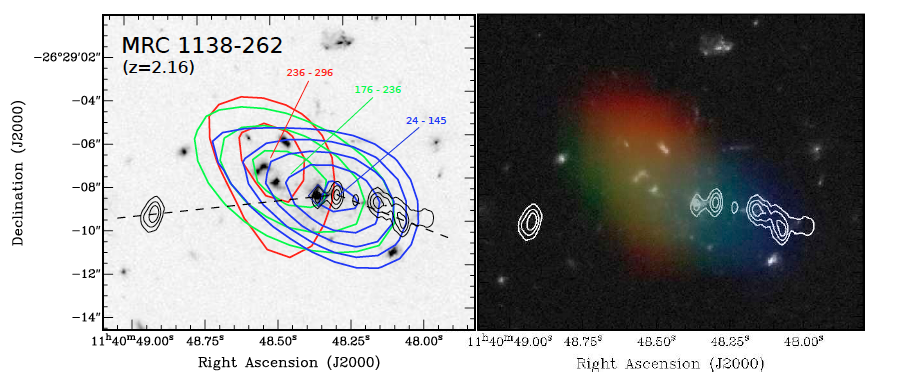 MRC 1138-262
(z=2.16)
236 - 296
176 - 236
24 - 145
Declination (J2000)
−26°29′02″
−04″
−06″
−08″
−10″
−12″
−14″
11ʰ40ᵐ49.00ˢ 48.75ˢ 48.50ˢ 48.25ˢ 48.00ˢ
Right Ascension (J2000)
11ʰ40ᵐ49.00ˢ 48.75ˢ 48.50ˢ 48.25ˢ 48.00ˢ
Right Ascension (J2000)